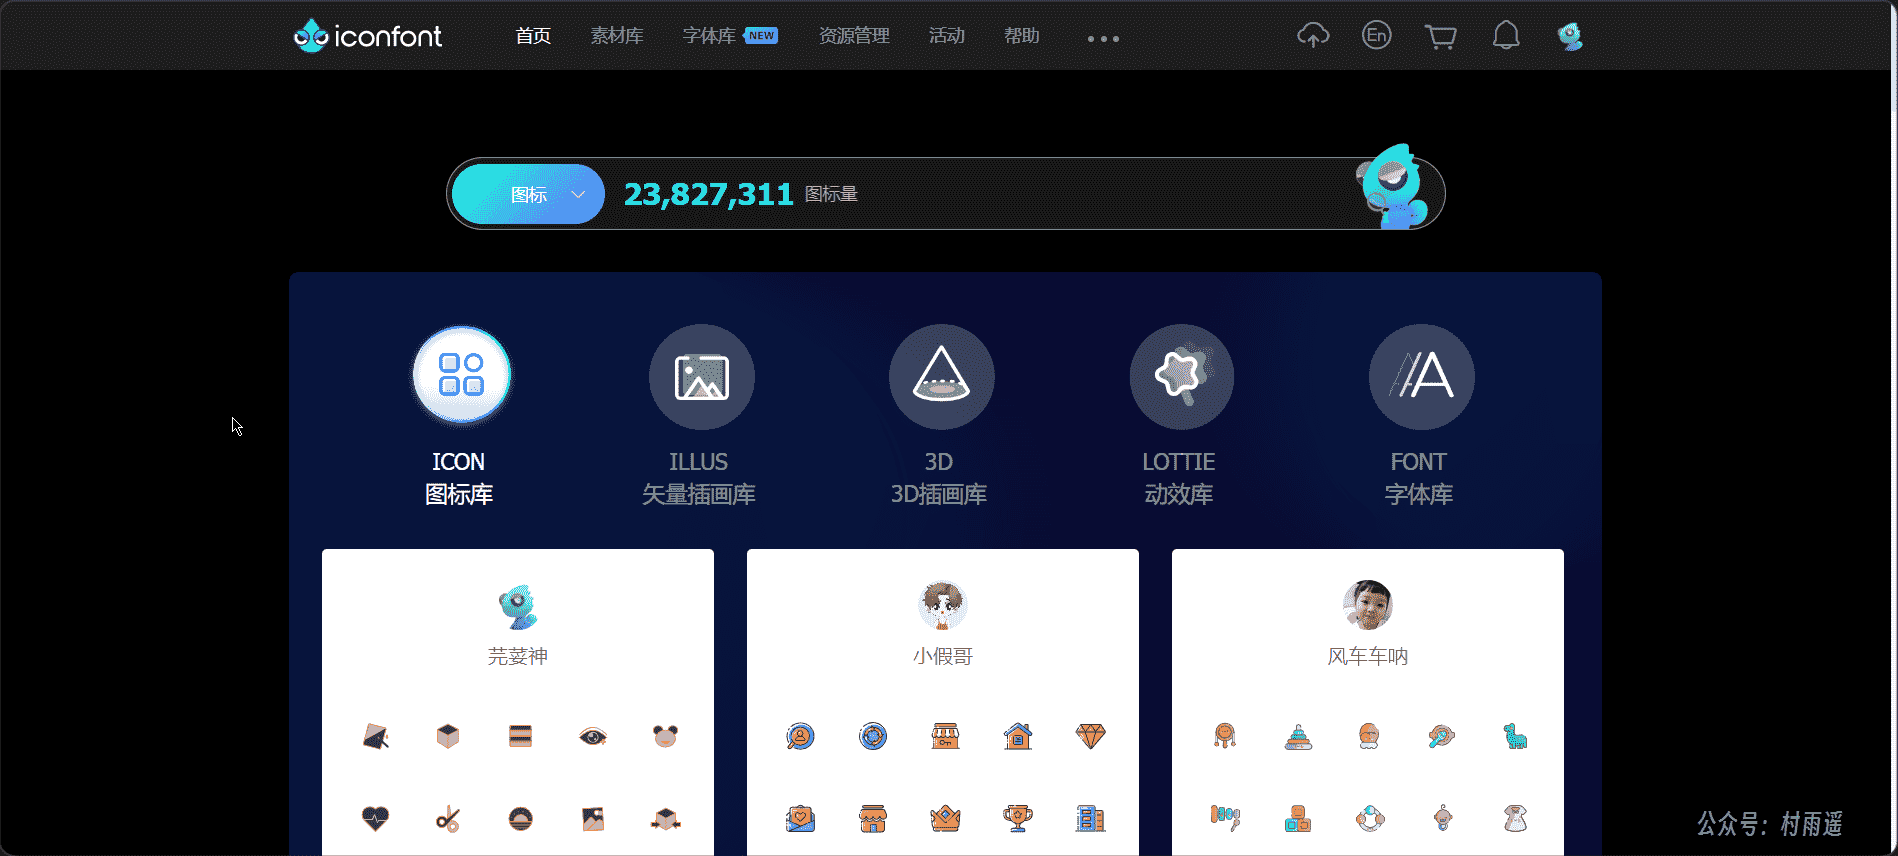 iconfont 首页 素材库 字体库 NEW 资源管理 活动 帮助 En
图标 23,827,311 图标量
ICON ILLUS 3D LOTTIE FONT
图标库 矢量插画库 3D插画库 动效库 字体库
芫荽神 小假哥 风车车呐
公众号：村雨遥